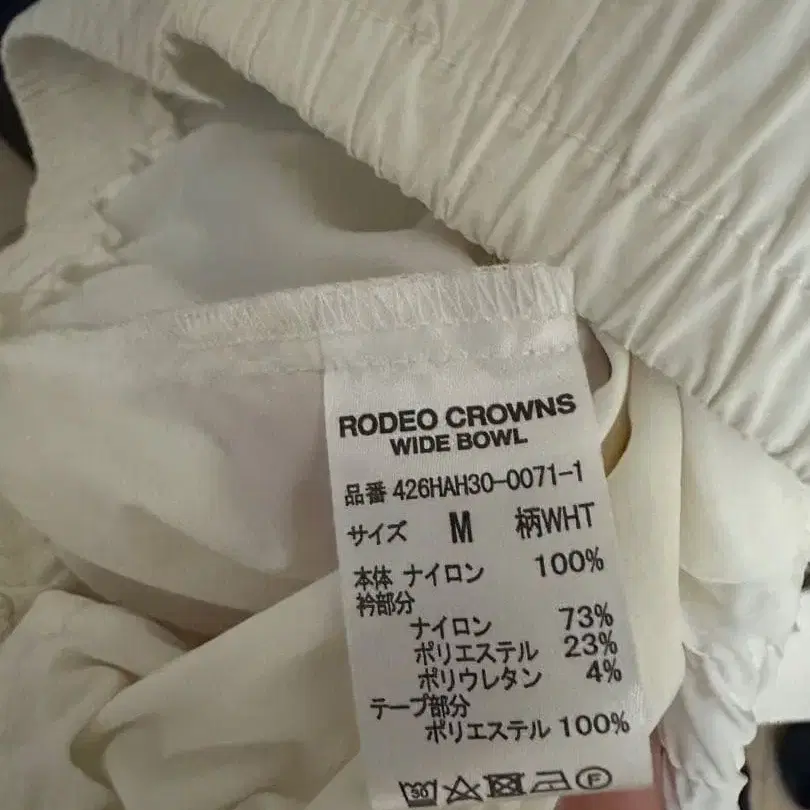 RODEO CROWNS
WIDE BOWL
品番 426HAH30-0071-1
サイズ M 柄WHT
本体 ナイロン 100%
衿部分
ナイロン 73%
ポリエステル 23%
ポリウレタン 4%
テープ部分
ポリエステル 100%
30 F